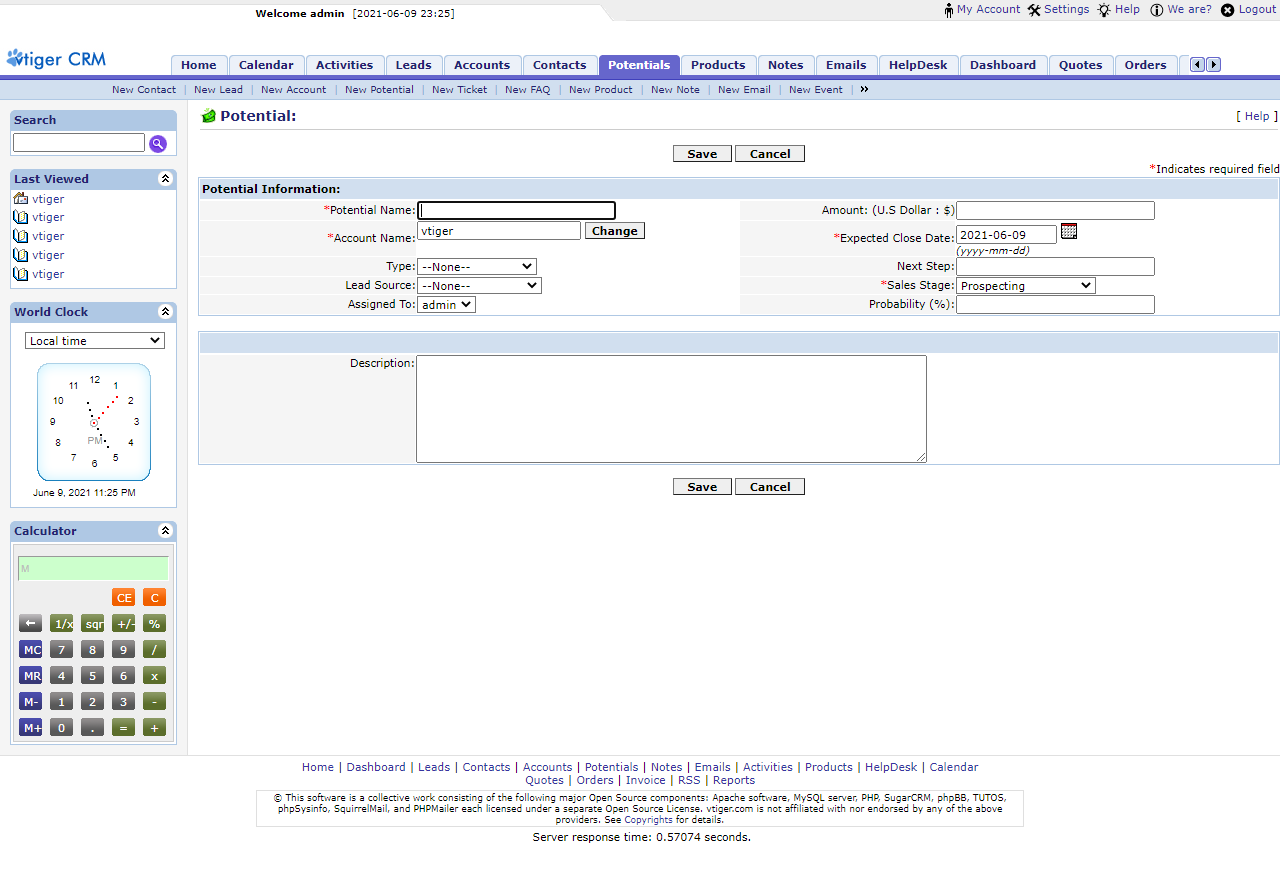 Welcome admin [2021-06-09 23:25]
My Account Settings Help We are? Logout
vtiger CRM
Home Calendar Activities Leads Accounts Contacts Potentials Products Notes Emails HelpDesk Dashboard Quotes Orders
New Contact | New Lead | New Account | New Potential | New Ticket | New FAQ | New Product | New Note | New Email | New Event | »
Search
Last Viewed
vtiger
vtiger
vtiger
vtiger
vtiger
World Clock
Local time
12
11 1
10 2
9 3
8 PM 4
7 5
6
June 9, 2021 11:25 PM
Calculator
M
CE C
← 1/x sqr +/- %
MC 7 8 9 /
MR 4 5 6 x
M- 1 2 3 -
M+ 0 . = +
Potential:
[ Help ]
Save Cancel
*Indicates required field
Potential Information:
*Potential Name: Amount: (U.S Dollar : $)
*Account Name: vtiger Change *Expected Close Date: 2021-06-09
(yyyy-mm-dd)
Type: --None-- Next Step:
Lead Source: --None-- *Sales Stage: Prospecting
Assigned To: admin Probability (%):
Description:
Save Cancel
Home | Dashboard | Leads | Contacts | Accounts | Potentials | Notes | Emails | Activities | Products | HelpDesk | Calendar
Quotes | Orders | Invoice | RSS | Reports
© This software is a collective work consisting of the following major Open Source components: Apache software, MySQL server, PHP, SugarCRM, phpBB, TUTOS,
phpSysinfo, SquirrelMail, and PHPMailer each licensed under a separate Open Source License. vtiger.com is not affiliated with nor endorsed by any of the above
providers. See Copyrights for details.
Server response time: 0.57074 seconds.